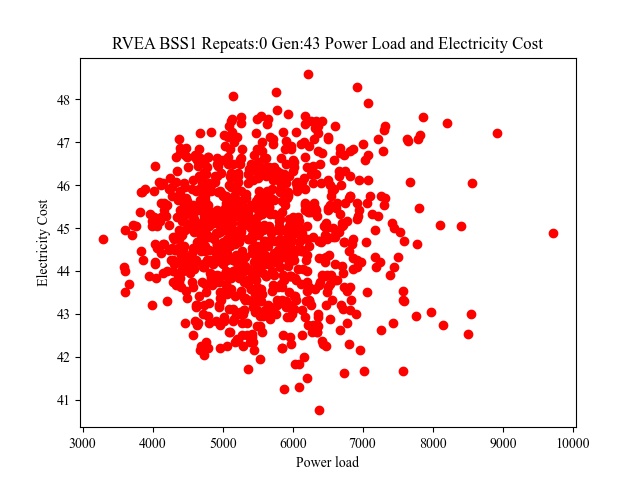 RVEA BSS1 Repeats:0 Gen:43 Power Load and Electricity Cost
48
47
46
45
44
43
42
41
Electricity Cost
3000 4000 5000 6000 7000 8000 9000 10000
Power load